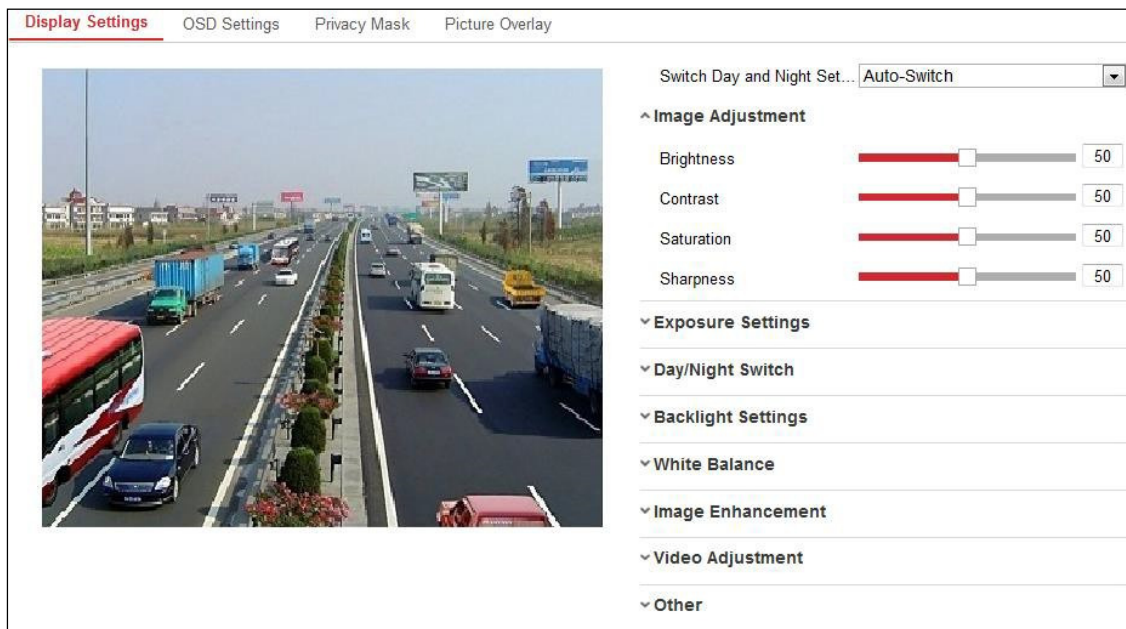 Display Settings OSD Settings Privacy Mask Picture Overlay
Switch Day and Night Set... Auto-Switch
Image Adjustment
Brightness 50
Contrast 50
Saturation 50
Sharpness 50
Exposure Settings
Day/Night Switch
Backlight Settings
White Balance
Image Enhancement
Video Adjustment
Other